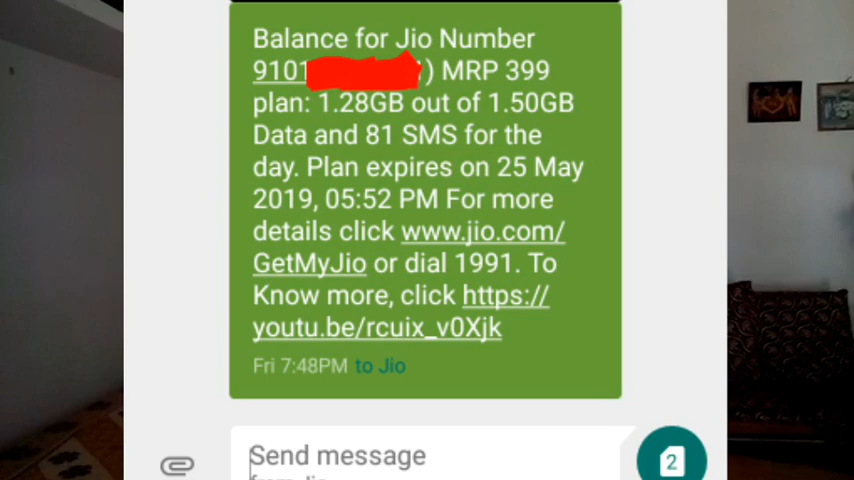 Balance for Jio Number
9101 ) MRP 399
plan: 1.28GB out of 1.50GB
Data and 81 SMS for the
day. Plan expires on 25 May
2019, 05:52 PM For more
details click www.jio.com/
GetMyJio or dial 1991. To
Know more, click https://
youtu.be/rcuix_v0Xjk
Fri 7:48PM to Jio
Send message
2